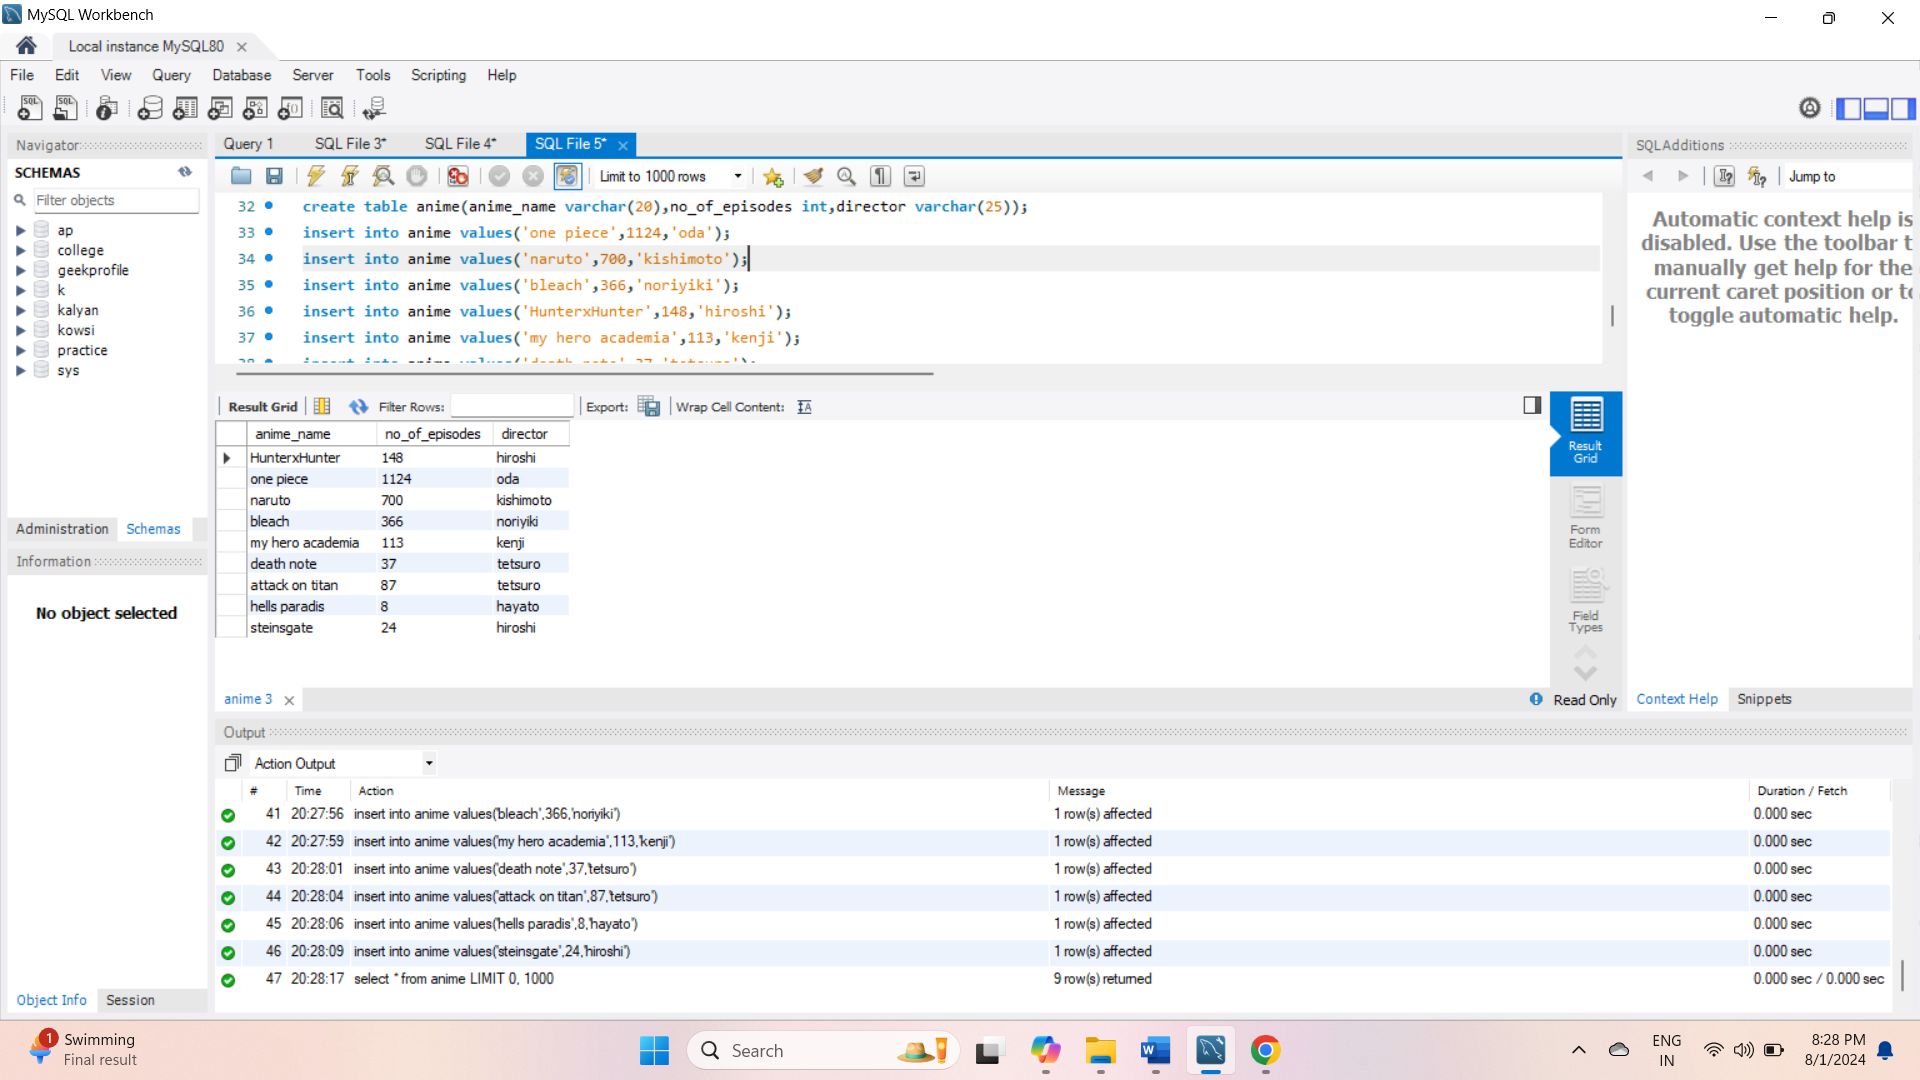 MySQL Workbench
Local instance MySQL80
File Edit View Query Database Server Tools Scripting Help
Navigator
SCHEMAS
Filter objects
ap
college
geekprofile
k
kalyan
kowsi
practice
sys
Administration Schemas
Information
No object selected
Object Info Session
Query 1 SQL File 3* SQL File 4* SQL File 5*
Limit to 1000 rows
32 create table anime(anime_name varchar(20),no_of_episodes int,director varchar(25));
33 insert into anime values('one piece',1124,'oda');
34 insert into anime values('naruto',700,'kishimoto');
35 insert into anime values('bleach',366,'noriyiki');
36 insert into anime values('HunterxHunter',148,'hiroshi');
37 insert into anime values('my hero academia',113,'kenji');
38 insert into anime values('death note',37,'tetsuro');
Result Grid Filter Rows: Export: Wrap Cell Content:
anime_name no_of_episodes director
HunterxHunter 148 hiroshi
one piece 1124 oda
naruto 700 kishimoto
bleach 366 noriyiki
my hero academia 113 kenji
death note 37 tetsuro
attack on titan 87 tetsuro
hells paradis 8 hayato
steinsgate 24 hiroshi
Result
Grid
Form
Editor
Field
Types
anime 3
Read Only
SQLAdditions
Jump to
Automatic context help is
disabled. Use the toolbar t
manually get help for the
current caret position or to
toggle automatic help.
Context Help Snippets
Output
Action Output
# Time Action Message Duration / Fetch
41 20:27:56 insert into anime values('bleach',366,'noriyiki') 1 row(s) affected 0.000 sec
42 20:27:59 insert into anime values('my hero academia',113,'kenji') 1 row(s) affected 0.000 sec
43 20:28:01 insert into anime values('death note',37,'tetsuro') 1 row(s) affected 0.000 sec
44 20:28:04 insert into anime values('attack on titan',87,'tetsuro') 1 row(s) affected 0.000 sec
45 20:28:06 insert into anime values('hells paradis',8,'hayato') 1 row(s) affected 0.000 sec
46 20:28:09 insert into anime values('steinsgate',24,'hiroshi') 1 row(s) affected 0.000 sec
47 20:28:17 select * from anime LIMIT 0, 1000 9 row(s) returned 0.000 sec / 0.000 sec
1
Swimming
Final result
Search
ENG
IN
8:28 PM
8/1/2024